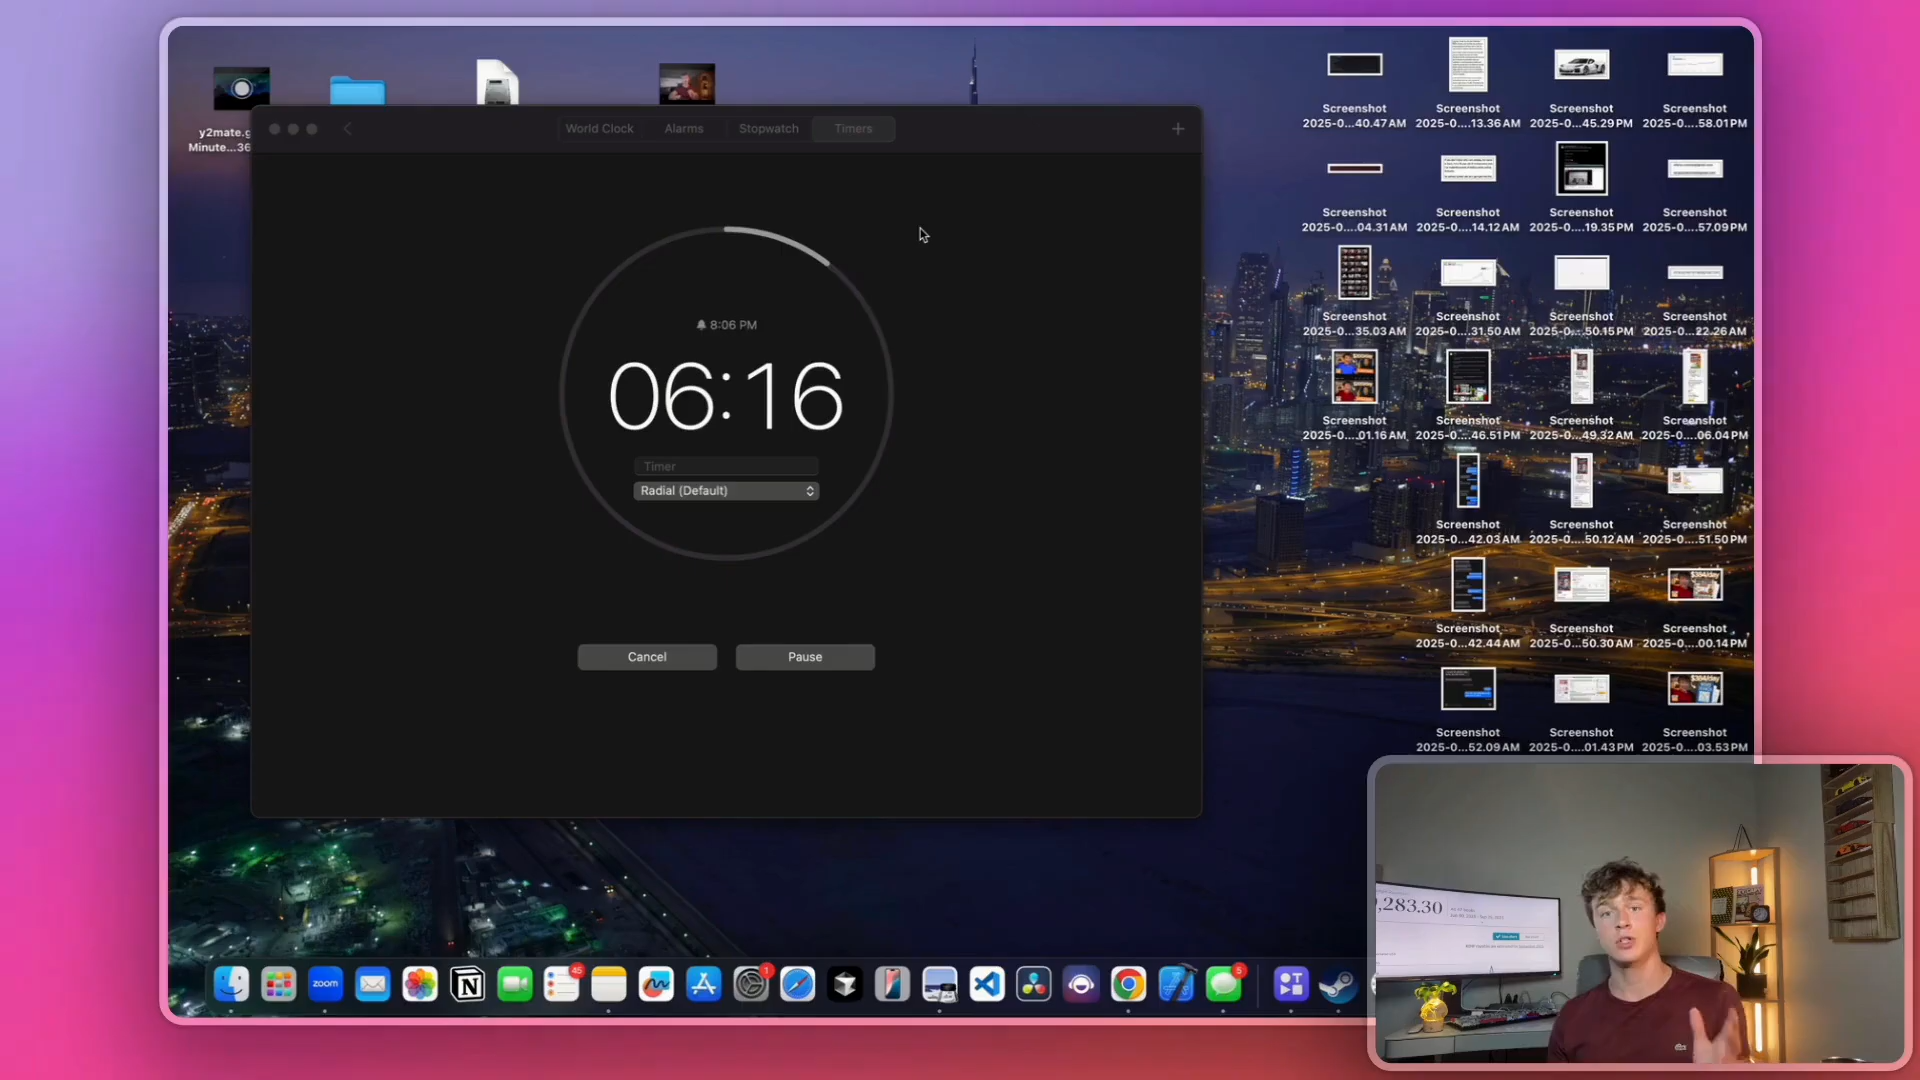 y2mate.g
Minute...36
World Clock
Alarms
Stopwatch
Timers
8:06 PM
06:16
Timer
Radial (Default)
Cancel
Pause
Screenshot
2025-0...40.47 AM
Screenshot
2025-0....13.36 AM
Screenshot
2025-0...45.29 PM
Screenshot
2025-0....58.01 PM
Screenshot
2025-0...04.31 AM
Screenshot
2025-0....14.12 AM
Screenshot
2025-0....19.35 PM
Screenshot
2025-0...57.09 PM
Screenshot
2025-0...35.03 AM
Screenshot
2025-0....31.50 AM
Screenshot
2025-0....50.15 PM
Screenshot
2025-0...22.26 AM
Screenshot
2025-0....01.16 AM
Screenshot
2025-0....46.51 PM
Screenshot
2025-0...49.32 AM
Screenshot
2025-0....06.04 PM
Screenshot
2025-0...42.03 AM
Screenshot
2025-0....50.12 AM
Screenshot
2025-0....51.50 PM
$384/day
Screenshot
2025-0...42.44 AM
Screenshot
2025-0...50.30 AM
Screenshot
2025-0....00.14 PM
$384/day
Screenshot
2025-0...52.09 AM
Screenshot
2025-0....01.43 PM
Screenshot
2025-0....03.53 PM
,283.30
zoom
45
1
5